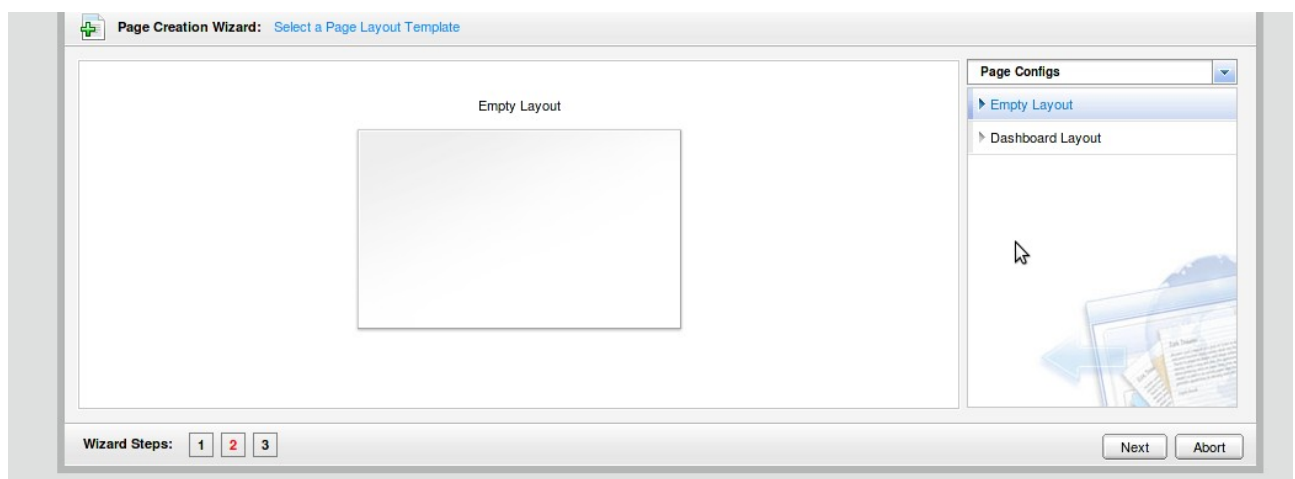 Page Creation Wizard: Select a Page Layout Template
Empty Layout
Page Configs
Empty Layout
Dashboard Layout
Wizard Steps: 1 2 3
Next Abort